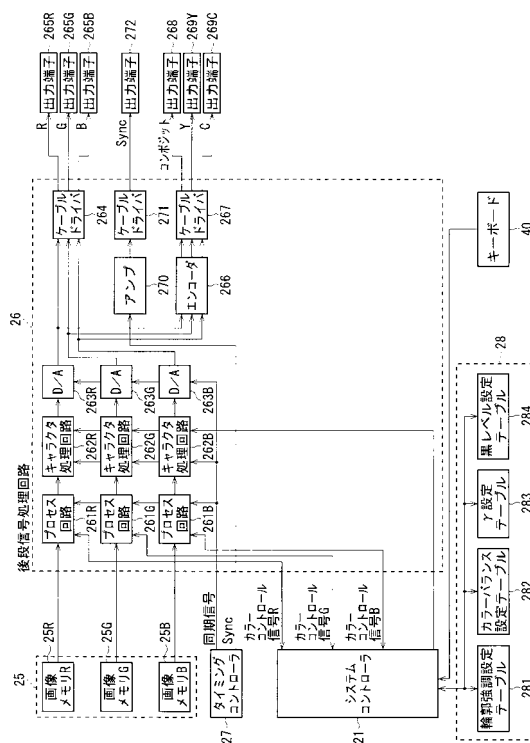 265R
265G
265B
272
268
269Y
269C
出力端子
出力端子
出力端子
出力端子
出力端子
出力端子
出力端子
R
G
B
Sync
コンポジット
Y
C
26
後段信号処理回路
ケーブル
ドライバ
264
ケーブル
ドライバ
271
ケーブル
ドライバ
267
アンプ
270
エンコーダ
266
D/A
263R
D/A
263G
D/A
263B
キャラクタ
処理回路
262R
キャラクタ
処理回路
262G
キャラクタ
処理回路
262B
プロセス
回路
261R
プロセス
回路
261G
プロセス
回路
261B
25
25R
画像
メモリR
25G
画像
メモリG
25B
画像
メモリB
同期信号
Sync
タイミング
コントローラ
27
カラー
コントロール
信号R
カラー
コントロール
信号G
カラー
コントロール
信号B
システム
コントローラ
21
キーボード
40
28
輪郭強調設定
テーブル
281
カラーバランス
設定テーブル
282
γ設定
テーブル
283
黒レベル設定
テーブル
284